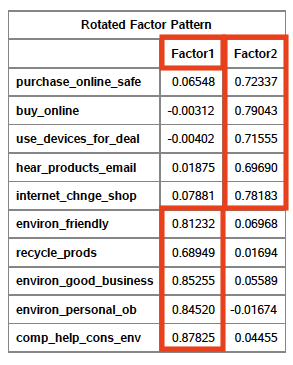 Rotated Factor Pattern
Factor1 Factor2
purchase_online_safe 0.06548 0.72337
buy_online -0.00312 0.79043
use_devices_for_deal -0.00402 0.71555
hear_products_email 0.01875 0.69690
internet_chnge_shop 0.07881 0.78183
environ_friendly 0.81232 0.06968
recycle_prods 0.68949 0.01694
environ_good_business 0.85255 0.05589
environ_personal_ob 0.84520 -0.01674
comp_help_cons_env 0.87825 0.04455